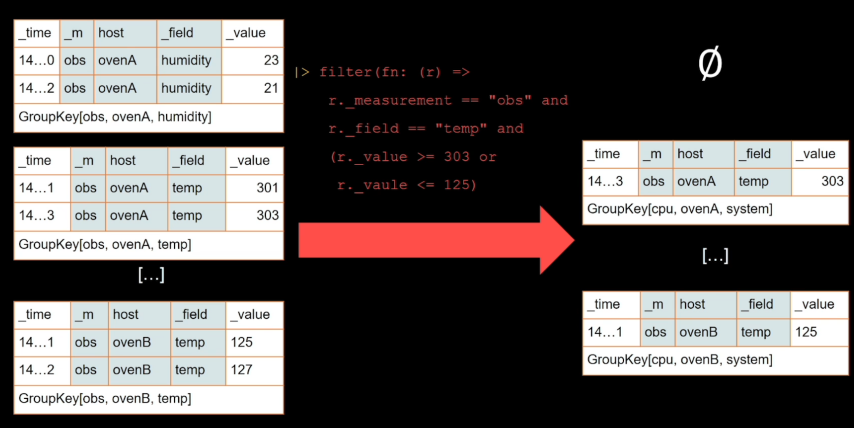 _time _m host _field _value
14…0 obs ovenA humidity 23
14…2 obs ovenA humidity 21
GroupKey[obs, ovenA, humidity]
_time _m host _field _value
14…1 obs ovenA temp 301
14…3 obs ovenA temp 303
GroupKey[obs, ovenA, temp]
[…]
_time _m host _field _value
14…1 obs ovenB temp 125
14…2 obs ovenB temp 127
GroupKey[obs, ovenB, temp]
|> filter(fn: (r) =>
r._measurement == "obs" and
r._field == "temp" and
(r._value >= 303 or
r._vaule <= 125)
Ø
_time _m host _field _value
14…3 obs ovenA temp 303
GroupKey[cpu, ovenA, system]
[…]
_time _m host _field _value
14…1 obs ovenB temp 125
GroupKey[cpu, ovenB, system]